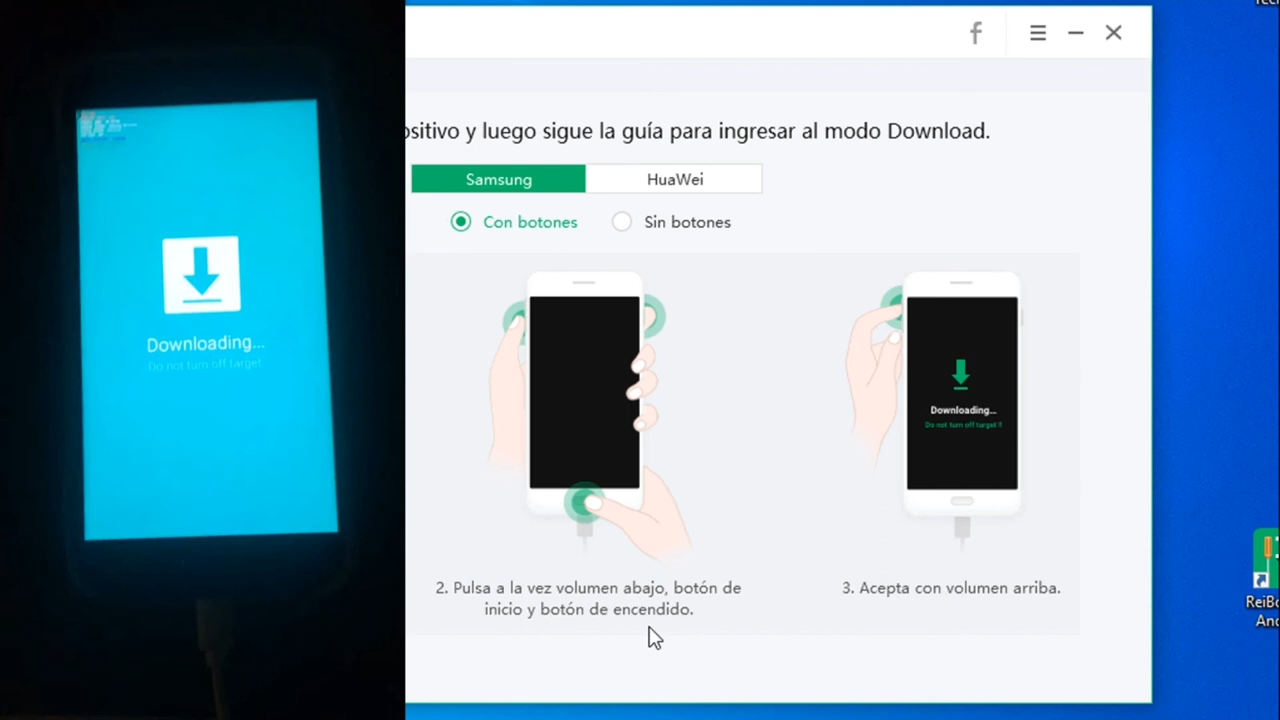 ositivo y luego sigue la guía para ingresar al modo Download.
Samsung
HuaWei
Con botones
Sin botones
Downloading...
Do not turn off target
Downloading...
Do not turn off target !!
2. Pulsa a la vez volumen abajo, botón de
inicio y botón de encendido.
3. Acepta con volumen arriba.
ReiBo
And